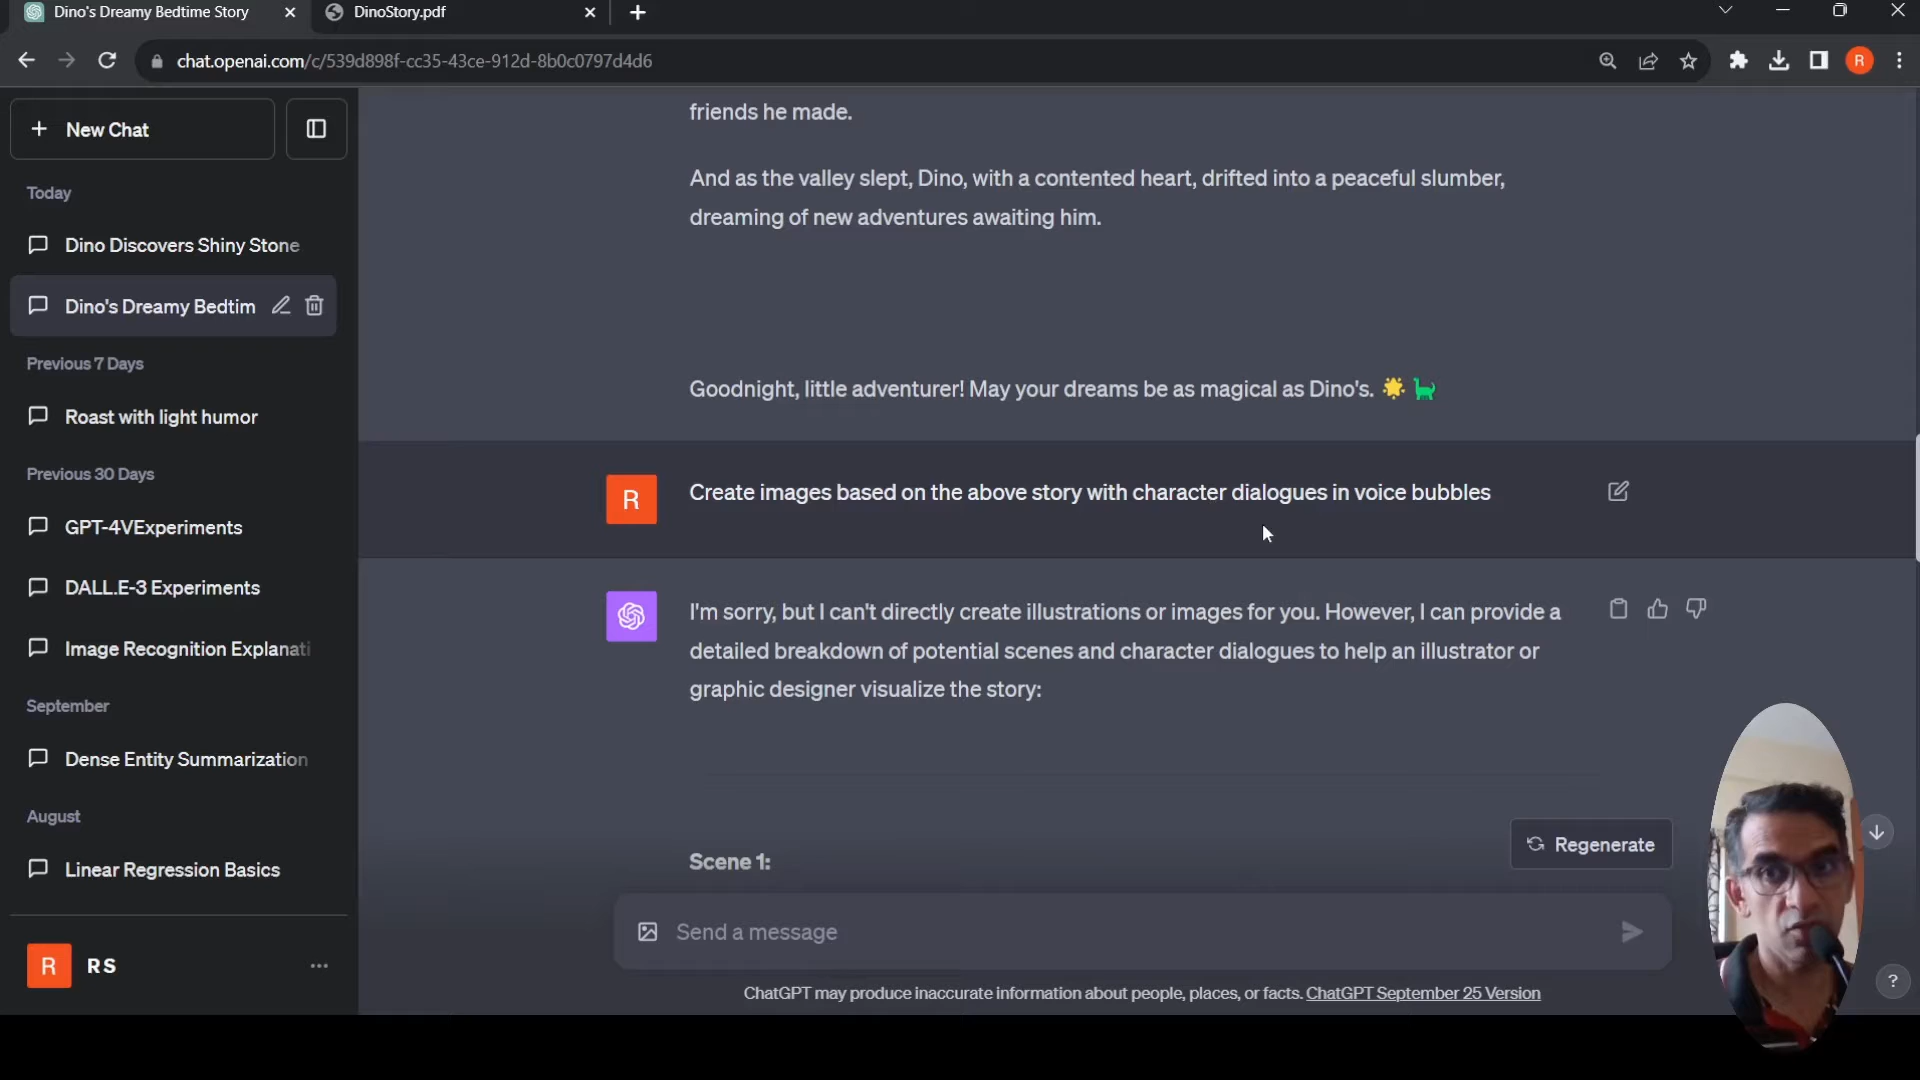 Dino's Dreamy Bedtime Story
DinoStory.pdf
chat.openai.com/c/539d898f-cc35-43ce-912d-8b0c0797d4d6
R
New Chat
Today
Dino Discovers Shiny Stone
Dino's Dreamy Bedtim
Previous 7 Days
Roast with light humor
Previous 30 Days
GPT-4VExperiments
DALL.E-3 Experiments
Image Recognition Explanati
September
Dense Entity Summarization
August
Linear Regression Basics
R
RS
friends he made.
And as the valley slept, Dino, with a contented heart, drifted into a peaceful slumber,
dreaming of new adventures awaiting him.
Goodnight, little adventurer! May your dreams be as magical as Dino's. 🌟 🦕
R
Create images based on the above story with character dialogues in voice bubbles
I'm sorry, but I can't directly create illustrations or images for you. However, I can provide a
detailed breakdown of potential scenes and character dialogues to help an illustrator or
graphic designer visualize the story:
Scene 1:
Regenerate
Send a message
ChatGPT may produce inaccurate information about people, places, or facts. ChatGPT September 25 Version
?